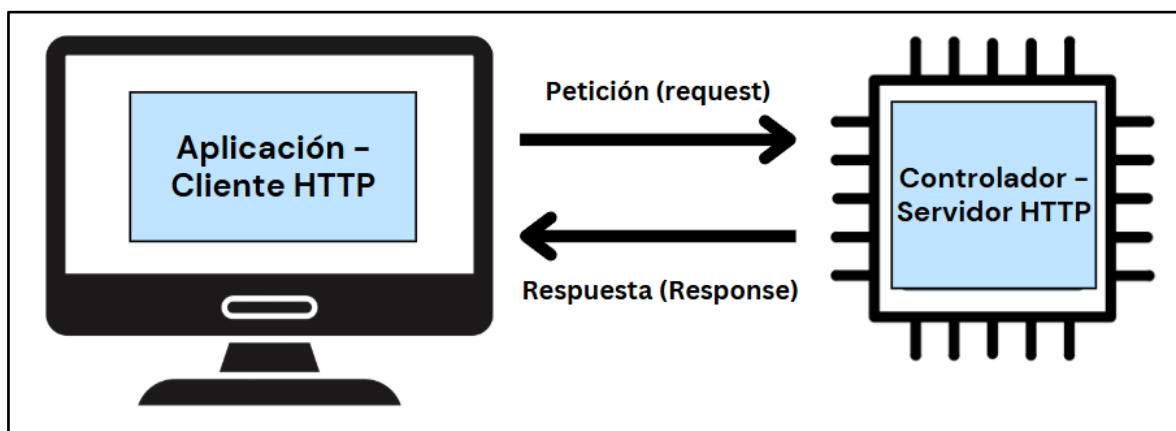 Aplicación –
Cliente HTTP
Petición (request)
Respuesta (Response)
Controlador –
Servidor HTTP